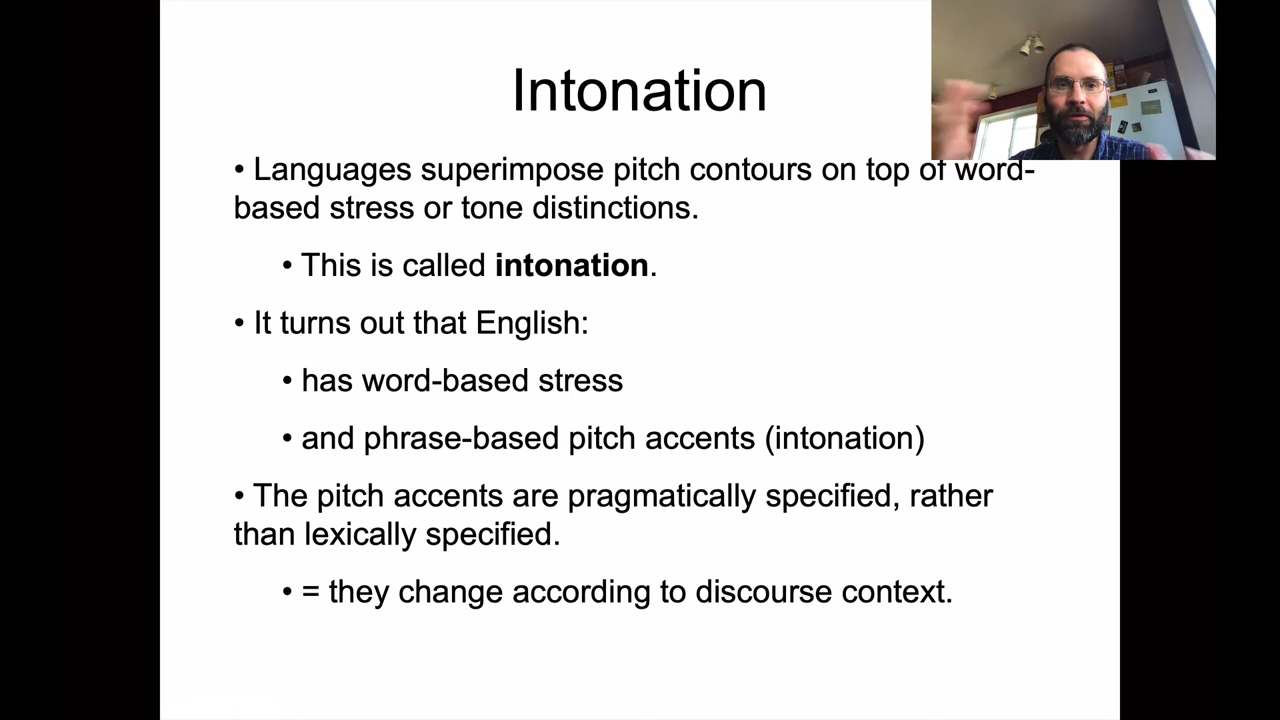 Intonation
• Languages superimpose pitch contours on top of word-
based stress or tone distinctions.
• This is called intonation.
• It turns out that English:
• has word-based stress
• and phrase-based pitch accents (intonation)
• The pitch accents are pragmatically specified, rather
than lexically specified.
• = they change according to discourse context.